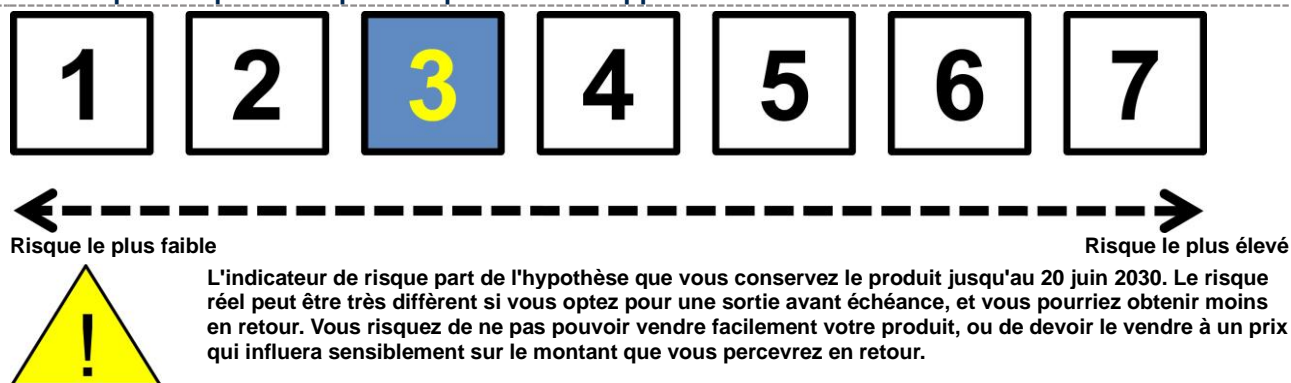 1 2 3 4 5 6 7
Risque le plus faible Risque le plus élevé
L'indicateur de risque part de l'hypothèse que vous conservez le produit jusqu'au 20 juin 2030. Le risque
réel peut être très diffèrent si vous optez pour une sortie avant échéance, et vous pourriez obtenir moins
en retour. Vous risquez de ne pas pouvoir vendre facilement votre produit, ou de devoir le vendre à un prix
qui influera sensiblement sur le montant que vous percevrez en retour.
!